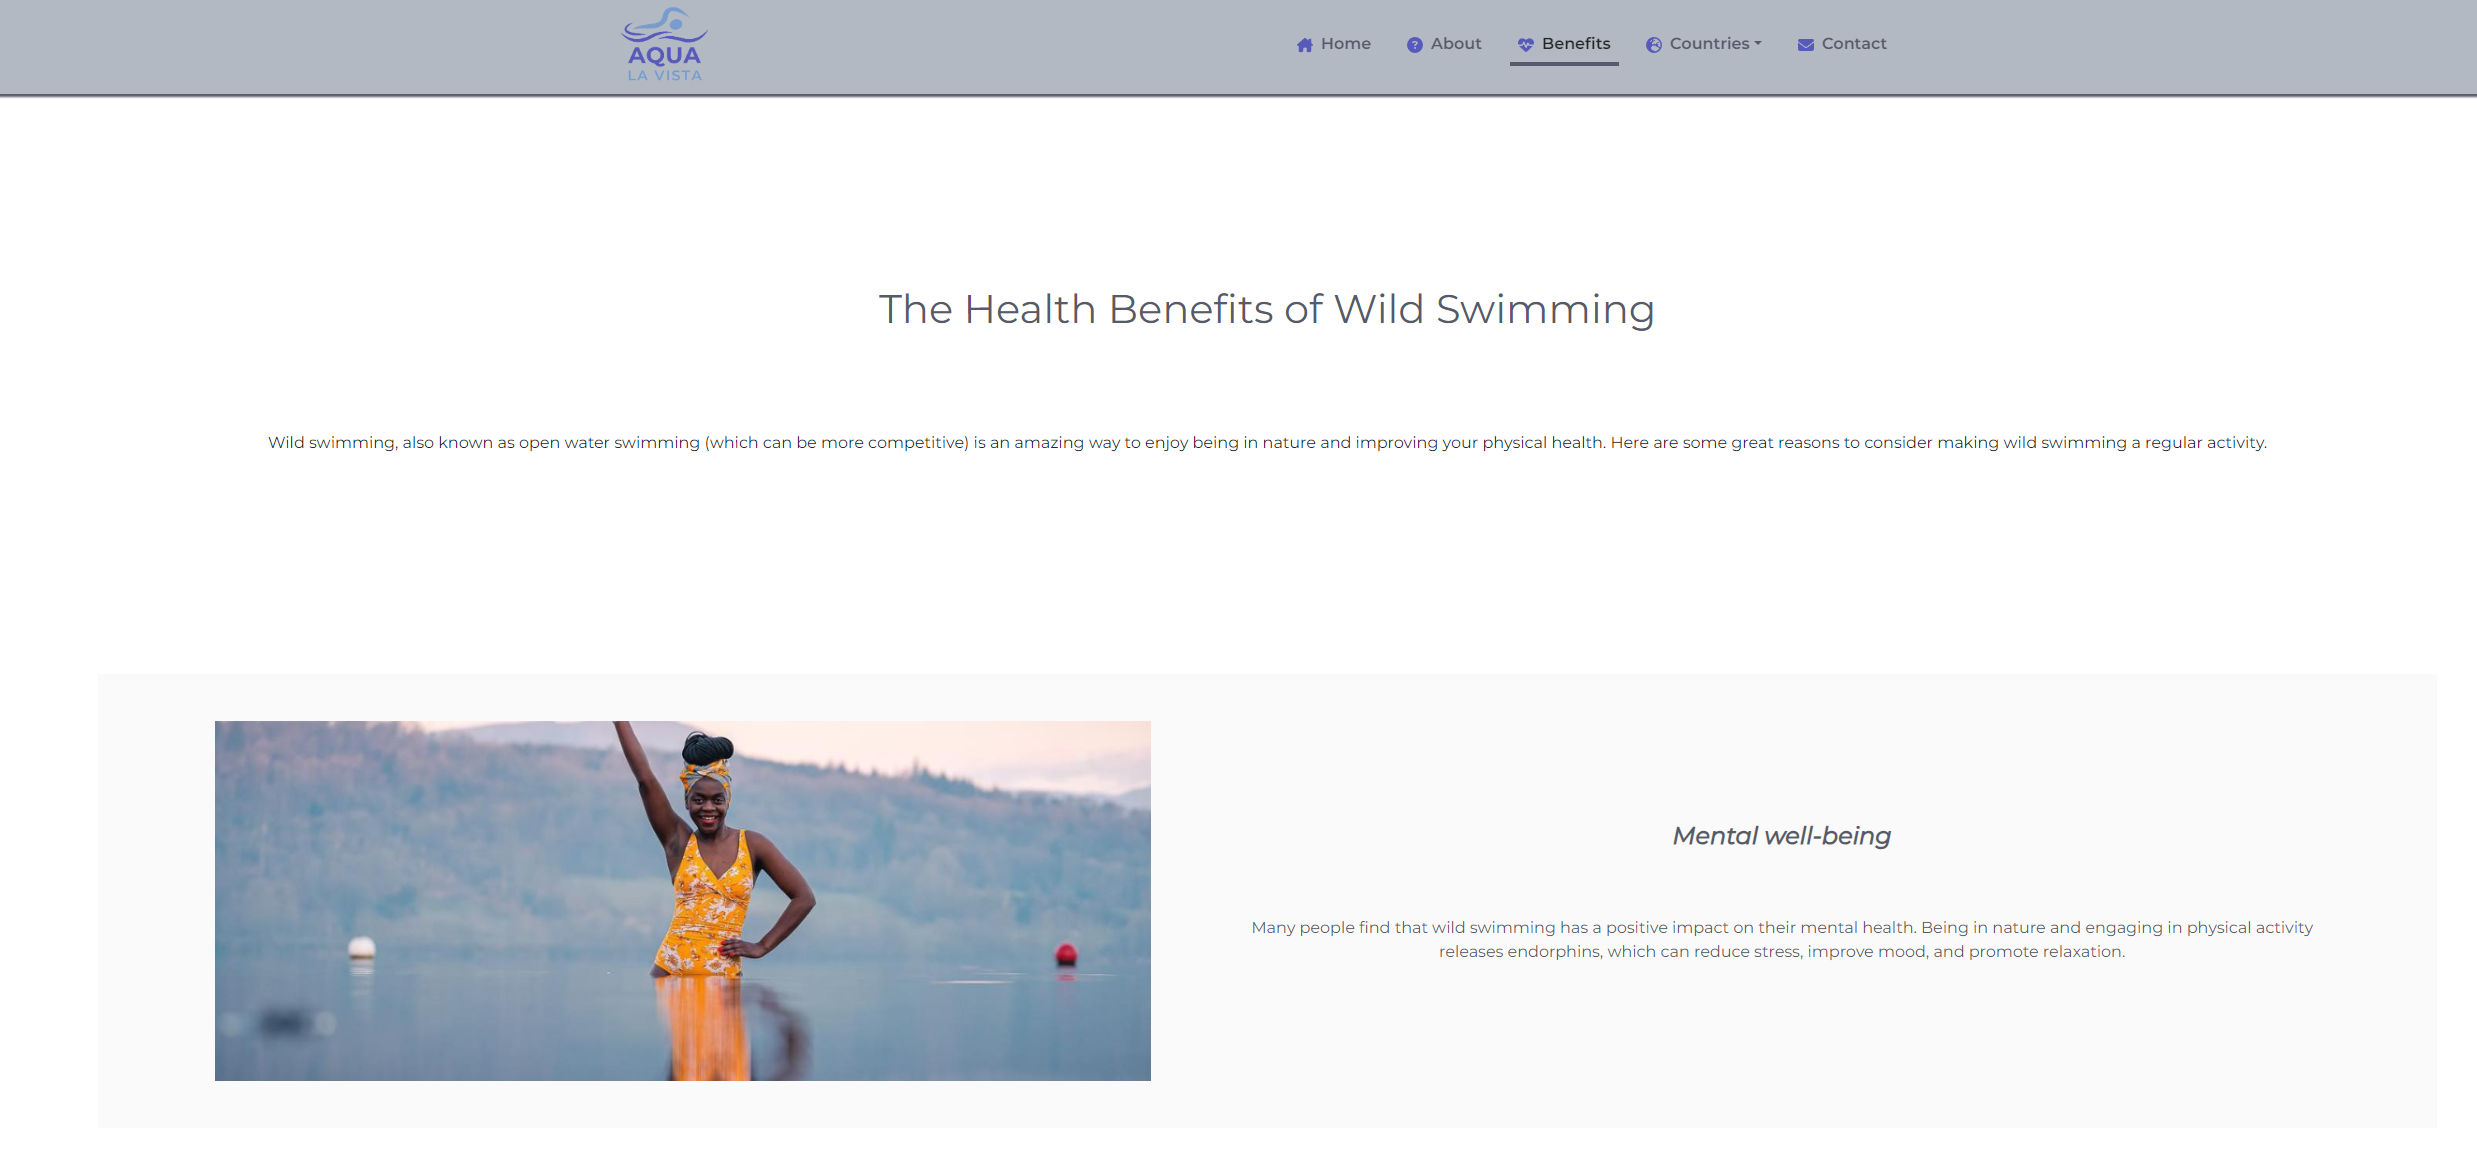 AQUA
LA VISTA
Home About Benefits Countries Contact
The Health Benefits of Wild Swimming
Wild swimming, also known as open water swimming (which can be more competitive) is an amazing way to enjoy being in nature and improving your physical health. Here are some great reasons to consider making wild swimming a regular activity.
Mental well-being
Many people find that wild swimming has a positive impact on their mental health. Being in nature and engaging in physical activity
releases endorphins, which can reduce stress, improve mood, and promote relaxation.